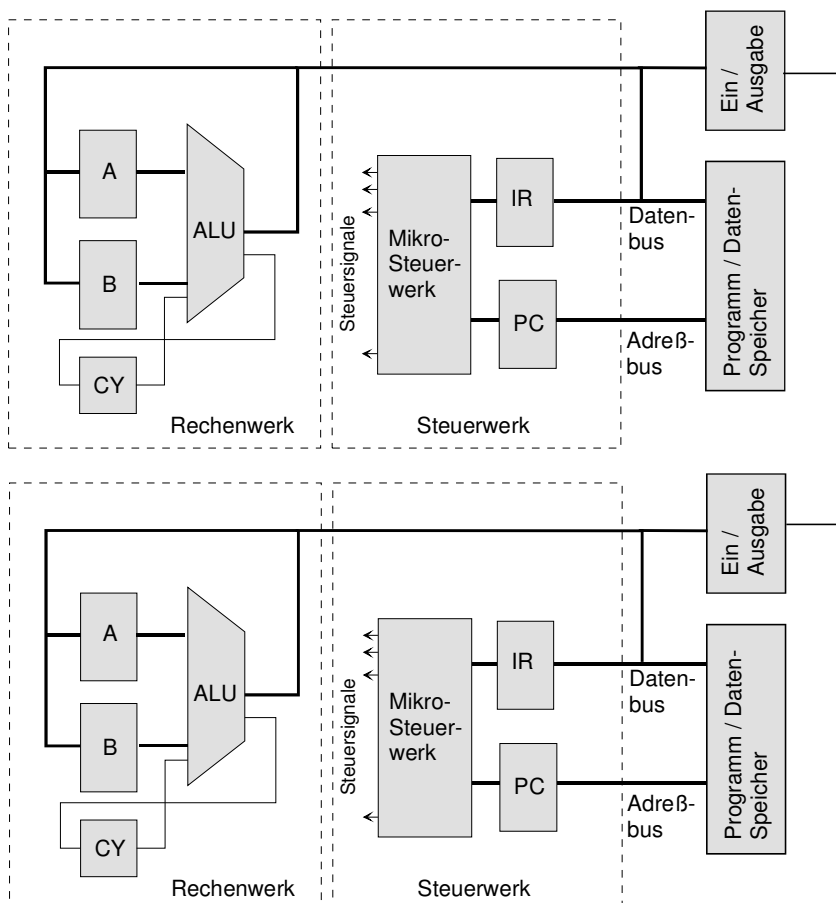 Ein /
Ausgabe
A
B
ALU
CY
Rechenwerk
Steuersignale
Mikro-
Steuer-
werk
IR
PC
Steuerwerk
Daten-
bus
Adreß-
bus
Programm / Daten-
Speicher
Ein /
Ausgabe
A
B
ALU
CY
Rechenwerk
Steuersignale
Mikro-
Steuer-
werk
IR
PC
Steuerwerk
Daten-
bus
Adreß-
bus
Programm / Daten-
Speicher